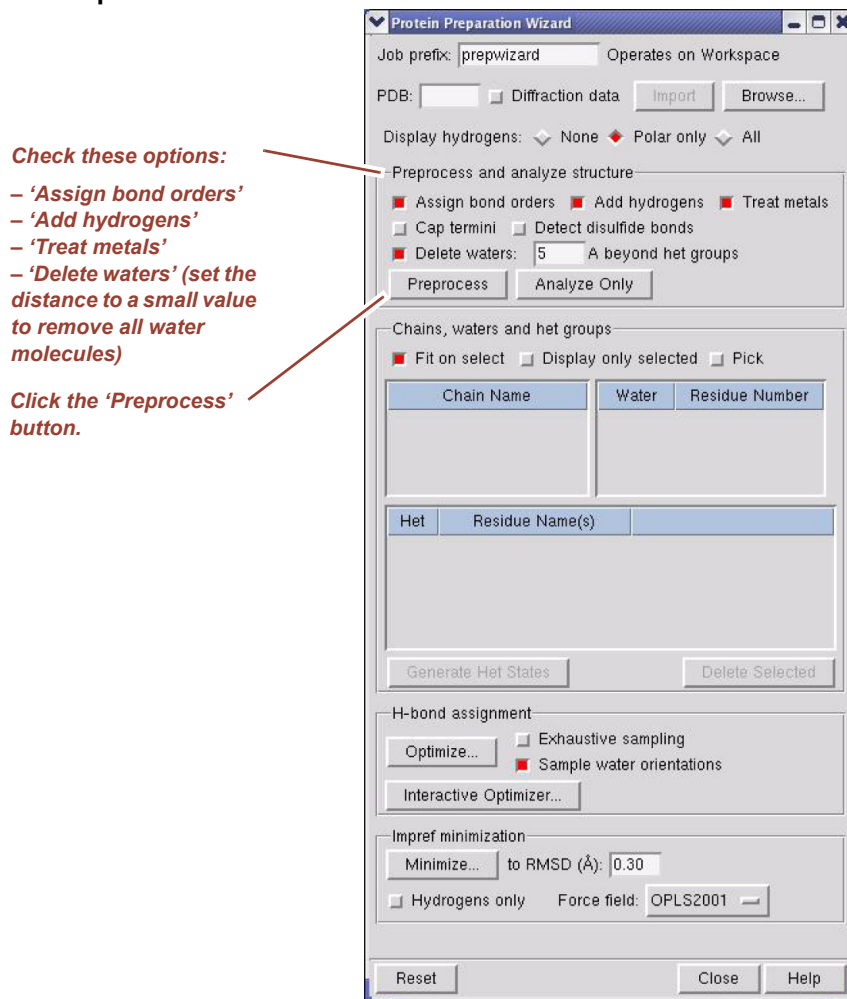 Protein Preparation Wizard
Job prefix: prepwizard Operates on Workspace
PDB: Diffraction data Import Browse...
Display hydrogens: None Polar only All
Check these options:
– ‘Assign bond orders’
– ‘Add hydrogens’
– ‘Treat metals’
– ‘Delete waters’ (set the
distance to a small value
to remove all water
molecules)
Click the ‘Preprocess’
button.
Preprocess and analyze structure
Assign bond orders Add hydrogens Treat metals
Cap termini Detect disulfide bonds
Delete waters: 5 A beyond het groups
Preprocess Analyze Only
Chains, waters and het groups
Fit on select Display only selected Pick
Chain Name Water Residue Number
Het Residue Name(s)
Generate Het States Delete Selected
H-bond assignment
Optimize... Exhaustive sampling
Sample water orientations
Interactive Optimizer...
Impref minimization
Minimize... to RMSD (Å): 0.30
Hydrogens only Force field: OPLS2001
Reset Close Help